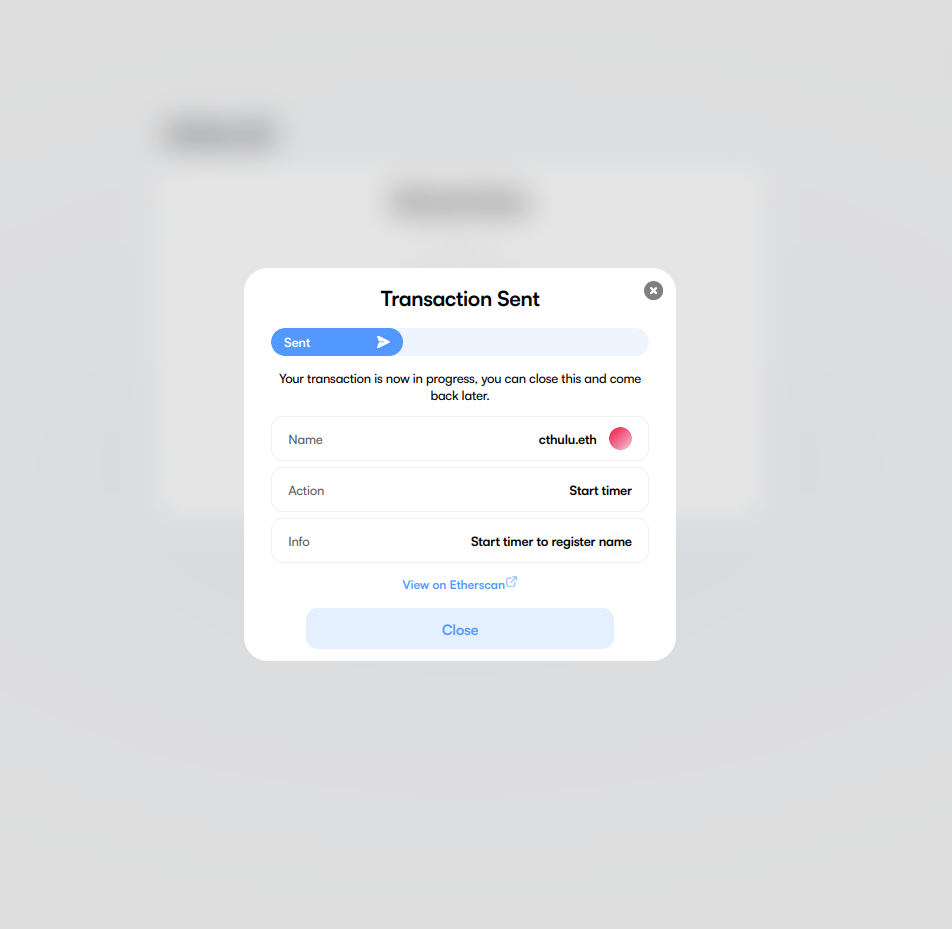 Transaction Sent
Sent
Your transaction is now in progress, you can close this and come
back later.
Name cthulu.eth
Action Start timer
Info Start timer to register name
View on Etherscan
Close